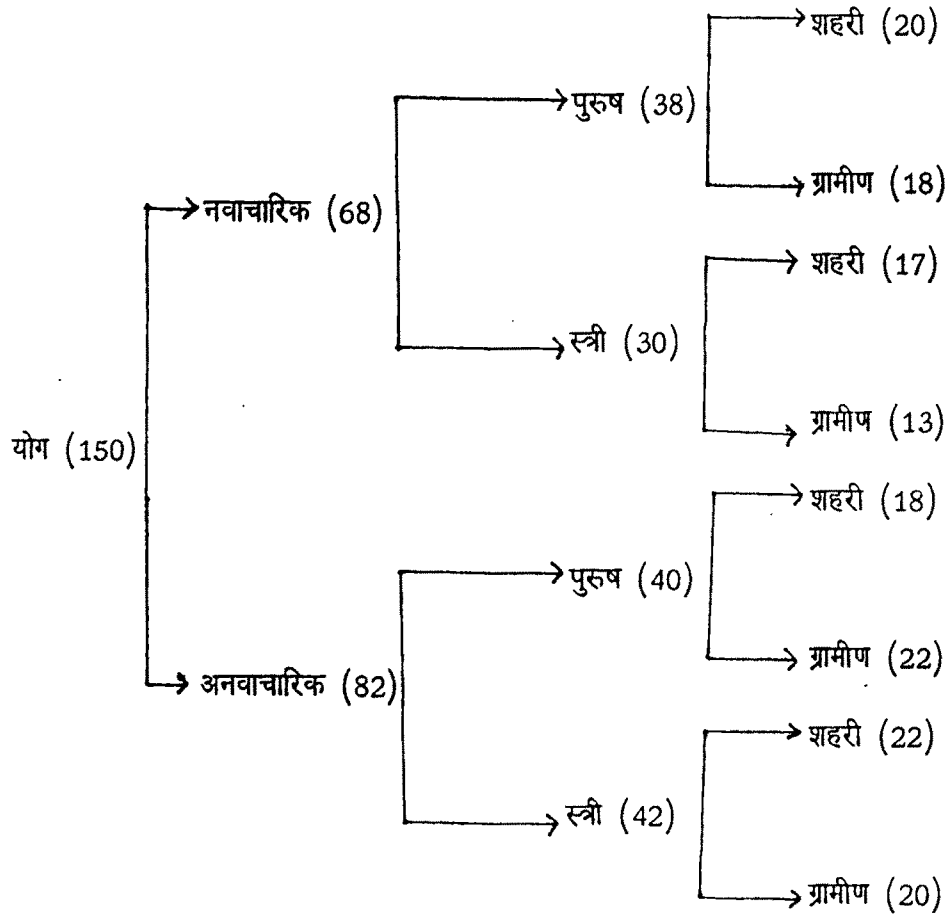 शहरी (20)
पुरुष (38)
ग्रामीण (18)
नवाचारिक (68)
शहरी (17)
स्त्री (30)
ग्रामीण (13)
योग (150)
शहरी (18)
पुरुष (40)
ग्रामीण (22)
अनवाचारिक (82)
शहरी (22)
स्त्री (42)
ग्रामीण (20)